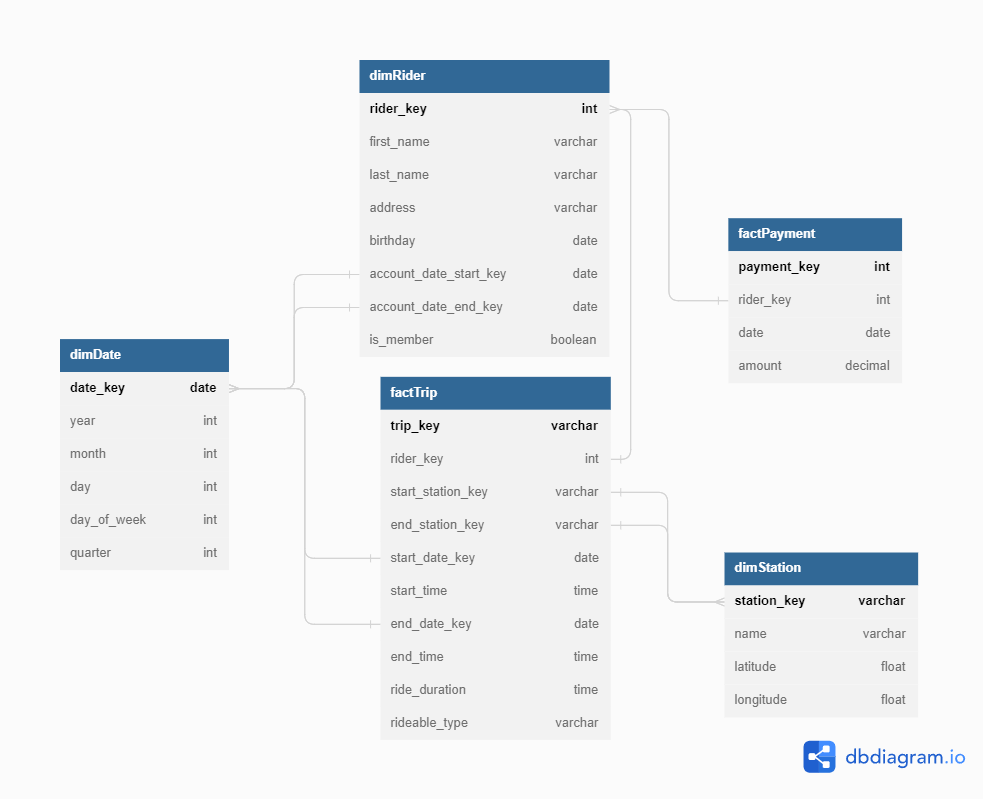 dimRider
rider_key int
first_name varchar
last_name varchar
address varchar
birthday date
account_date_start_key date
account_date_end_key date
is_member boolean
factPayment
payment_key int
rider_key int
date date
amount decimal
dimDate
date_key date
year int
month int
day int
day_of_week int
quarter int
factTrip
trip_key varchar
rider_key int
start_station_key varchar
end_station_key varchar
start_date_key date
start_time time
end_date_key date
end_time time
ride_duration time
rideable_type varchar
dimStation
station_key varchar
name varchar
latitude float
longitude float
dbdiagram.io